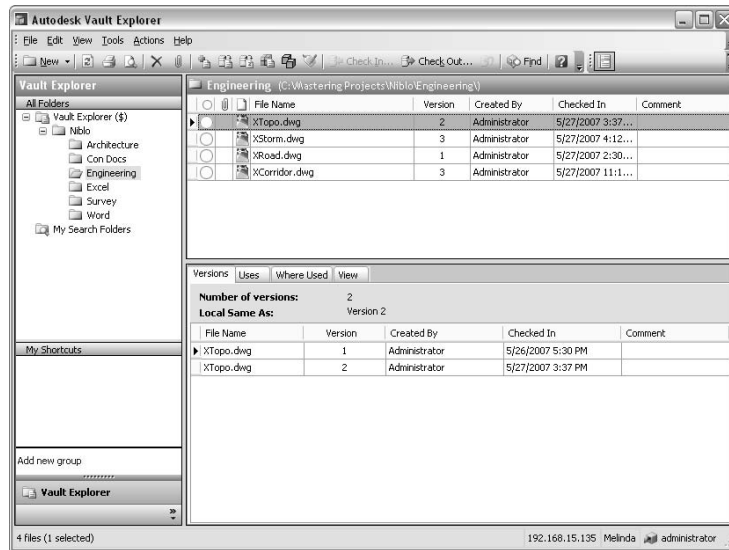 Autodesk Vault Explorer
File Edit View Tools Actions Help
New Check In... Check Out... Find
Vault Explorer
Engineering (C:\Mastering Projects\Niblo\Engineering\)
All Folders
Vault Explorer ($)
Niblo
Architecture
Con Docs
Engineering
Excel
Survey
Word
My Search Folders
File Name Version Created By Checked In Comment
XTopo.dwg 2 Administrator 5/27/2007 3:37...
XStorm.dwg 3 Administrator 5/27/2007 4:12...
XRoad.dwg 1 Administrator 5/27/2007 2:30...
XCorridor.dwg 3 Administrator 5/27/2007 11:1...
Versions Uses Where Used View
Number of versions: 2
Local Same As: Version 2
File Name Version Created By Checked In Comment
XTopo.dwg 1 Administrator 5/26/2007 5:30 PM
XTopo.dwg 2 Administrator 5/27/2007 3:37 PM
My Shortcuts
Add new group
Vault Explorer
4 files (1 selected) 192.168.15.135 Melinda administrator